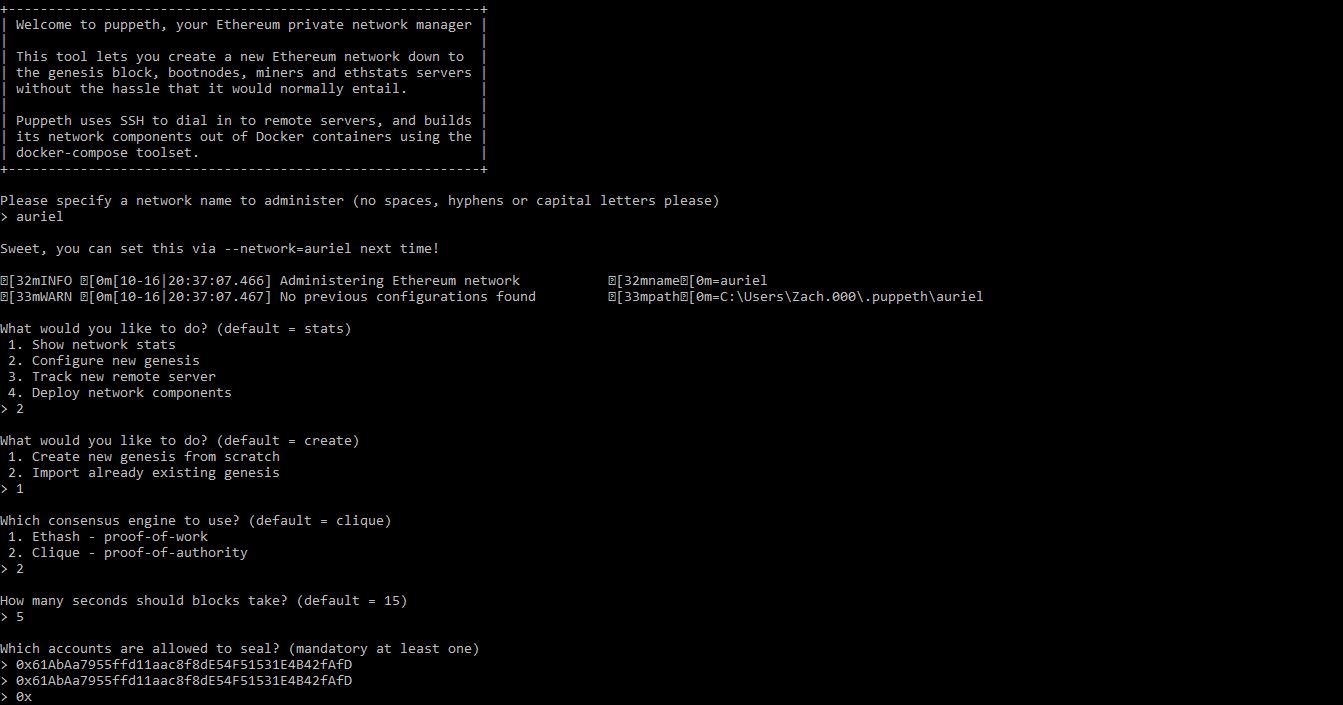 +-----------------------------------------------------------+
| Welcome to puppeth, your Ethereum private network manager |
|                                                           |
| This tool lets you create a new Ethereum network down to  |
| the genesis block, bootnodes, miners and ethstats servers |
| without the hassle that it would normally entail.         |
|                                                           |
| Puppeth uses SSH to dial in to remote servers, and builds |
| its network components out of Docker containers using the |
| docker-compose toolset.                                   |
+-----------------------------------------------------------+
Please specify a network name to administer (no spaces, hyphens or capital letters please)
> auriel
Sweet, you can set this via --network=auriel next time!
⍰[32mINFO ⍰[0m[10-16|20:37:07.466] Administering Ethereum network           ⍰[32mname⍰[0m=auriel
⍰[33mWARN ⍰[0m[10-16|20:37:07.467] No previous configurations found         ⍰[33mpath⍰[0m=C:\Users\Zach.000\.puppeth\auriel
What would you like to do? (default = stats)
 1. Show network stats
 2. Configure new genesis
 3. Track new remote server
 4. Deploy network components
> 2
What would you like to do? (default = create)
 1. Create new genesis from scratch
 2. Import already existing genesis
> 1
Which consensus engine to use? (default = clique)
 1. Ethash - proof-of-work
 2. Clique - proof-of-authority
> 2
How many seconds should blocks take? (default = 15)
> 5
Which accounts are allowed to seal? (mandatory at least one)
> 0x61AbAa7955ffd11aac8f8dE54F51531E4B42fAfD
> 0x61AbAa7955ffd11aac8f8dE54F51531E4B42fAfD
> 0x